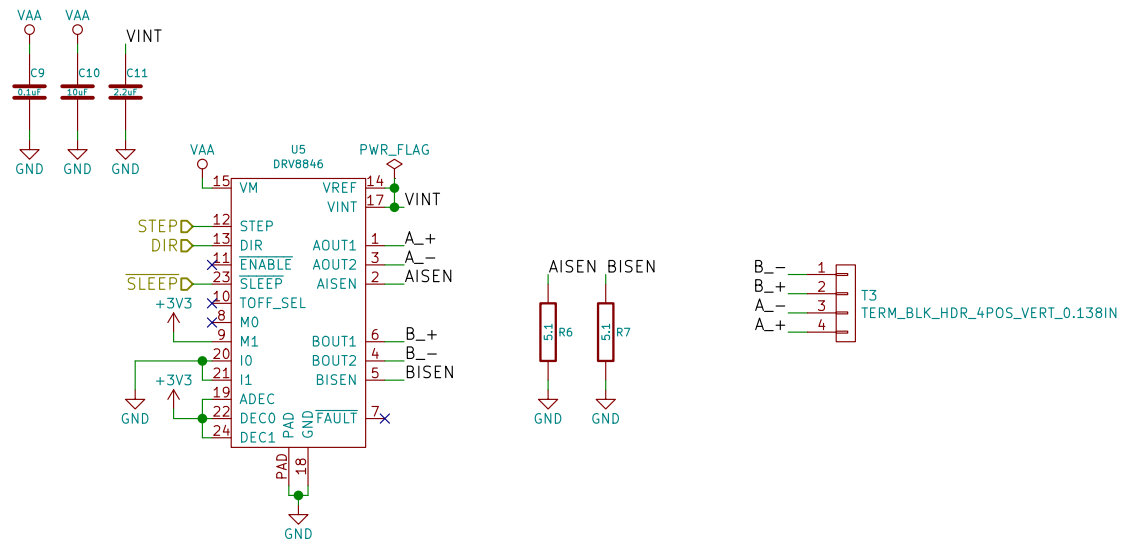 VAA
VAA
VINT
C9
C10
C11
0.1uF
10uF
2.2uF
GND
GND
GND
VAA
U5
DRV8846
PWR_FLAG
15
VM
VREF
14
VINT
17
VINT
STEP
12
STEP
DIR
13
DIR
AOUT1
1
A_+
11
ENABLE
AOUT2
3
A_-
SLEEP
23
SLEEP
AISEN
2
AISEN
+3V3
10
TOFF_SEL
8
M0
9
M1
BOUT1
6
B_+
20
I0
BOUT2
4
B_-
+3V3
21
I1
BISEN
5
BISEN
19
ADEC
GND
22
DEC0
FAULT
7
24
DEC1
PAD
GND
PAD
18
GND
AISEN
BISEN
5.1
R6
5.1
R7
GND
GND
B_-
1
B_+
2
A_-
3
A_+
4
T3
TERM_BLK_HDR_4POS_VERT_0.138IN